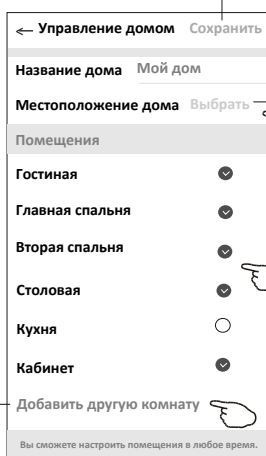 ← Управление домом Сохранить
Название дома Мой дом
Местоположение дома Выбрать
Помещения
Гостиная
Главная спальня
Вторая спальня
Столовая
Кухня
Кабинет
Добавить другую комнату
Вы сможете настроить помещения в любое время.